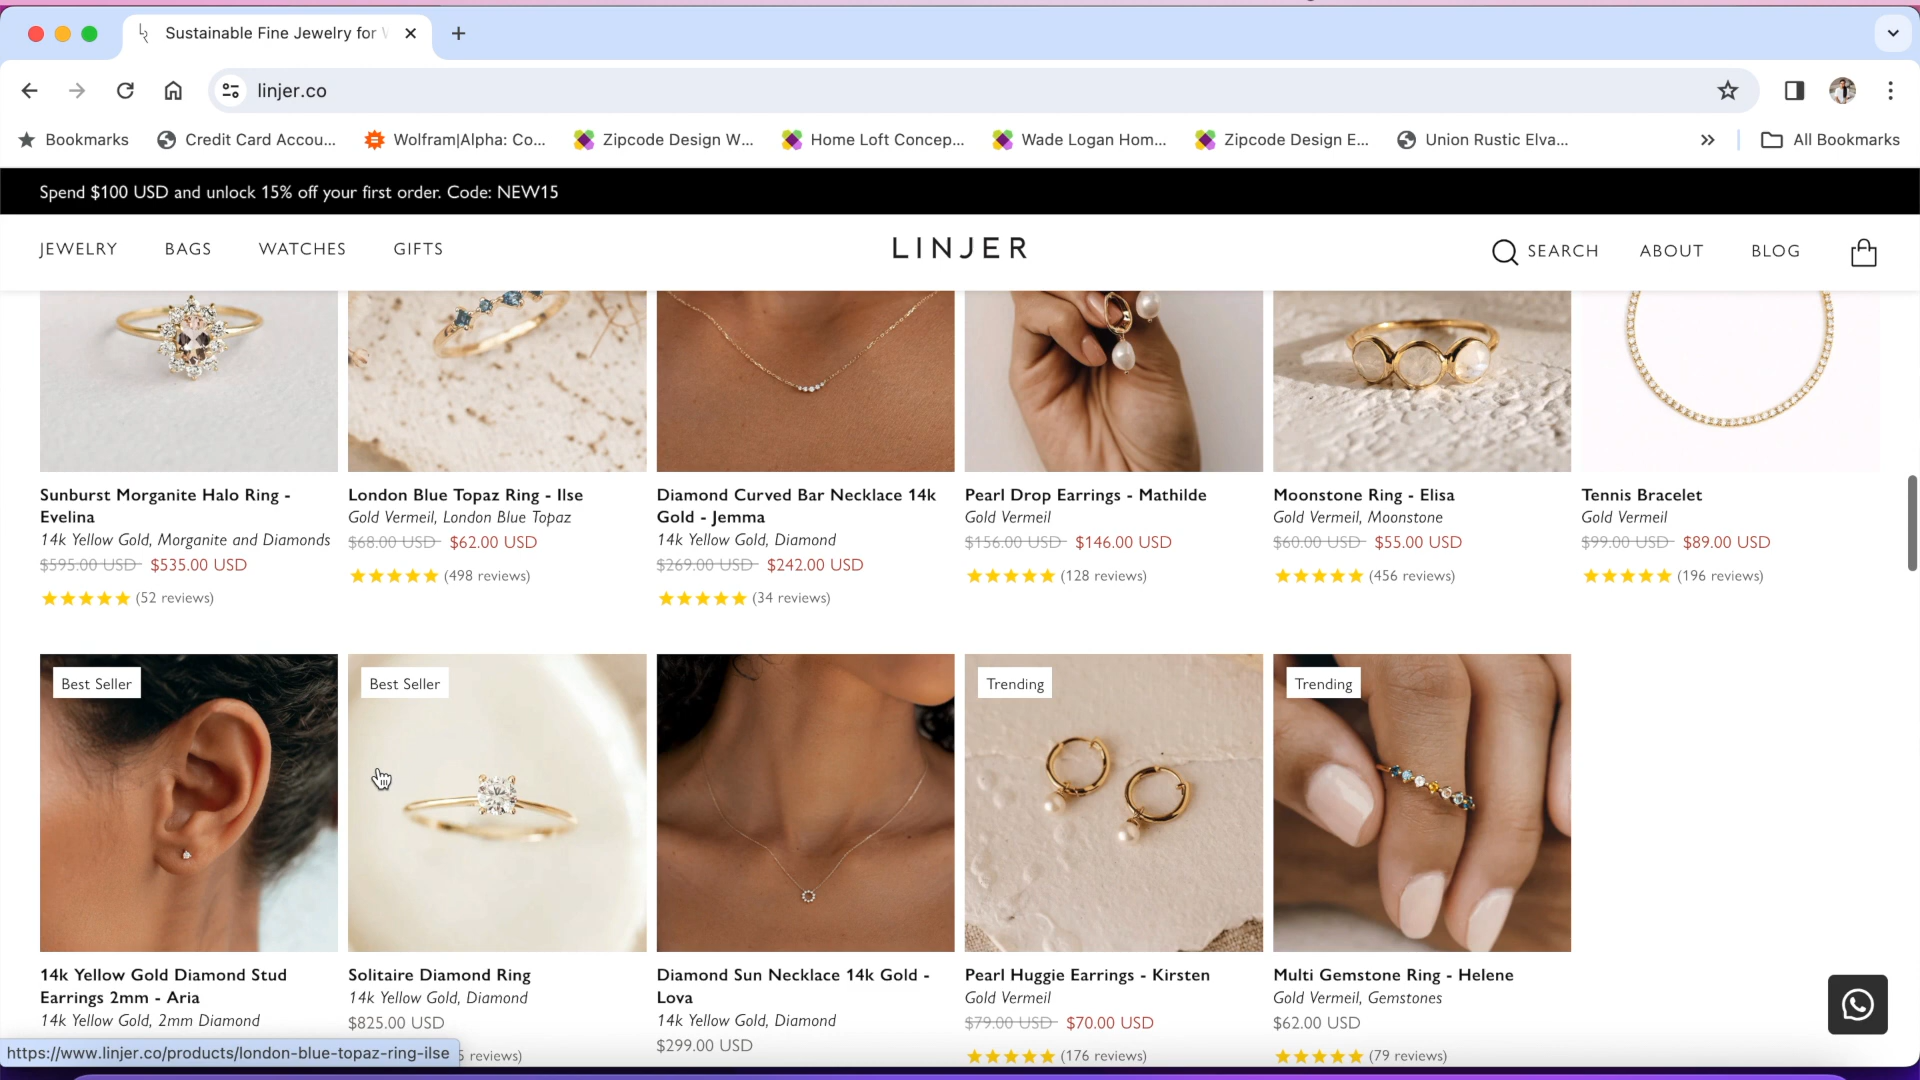 Sustainable Fine Jewelry for
linjer.co
Bookmarks
Credit Card Accou...
Wolfram|Alpha: Co...
Zipcode Design W...
Home Loft Concep...
Wade Logan Hom...
Zipcode Design E...
Union Rustic Elva...
All Bookmarks
Spend $100 USD and unlock 15% off your first order. Code: NEW15
JEWELRY
BAGS
WATCHES
GIFTS
LINJER
SEARCH
ABOUT
BLOG
Sunburst Morganite Halo Ring -
Evelina
14k Yellow Gold, Morganite and Diamonds
$595.00 USD $535.00 USD
(52 reviews)
London Blue Topaz Ring - Ilse
Gold Vermeil, London Blue Topaz
$68.00 USD $62.00 USD
(498 reviews)
Diamond Curved Bar Necklace 14k
Gold - Jemma
14k Yellow Gold, Diamond
$269.00 USD $242.00 USD
(34 reviews)
Pearl Drop Earrings - Mathilde
Gold Vermeil
$156.00 USD $146.00 USD
(128 reviews)
Moonstone Ring - Elisa
Gold Vermeil, Moonstone
$60.00 USD $55.00 USD
(456 reviews)
Tennis Bracelet
Gold Vermeil
$99.00 USD $89.00 USD
(196 reviews)
Best Seller
14k Yellow Gold Diamond Stud
Earrings 2mm - Aria
14k Yellow Gold, 2mm Diamond
Best Seller
Solitaire Diamond Ring
14k Yellow Gold, Diamond
$825.00 USD
reviews)
Diamond Sun Necklace 14k Gold -
Lova
14k Yellow Gold, Diamond
$299.00 USD
Trending
Pearl Huggie Earrings - Kirsten
Gold Vermeil
$79.00 USD $70.00 USD
(176 reviews)
Trending
Multi Gemstone Ring - Helene
Gold Vermeil, Gemstones
$62.00 USD
(79 reviews)
https://www.linjer.co/products/london-blue-topaz-ring-ilse